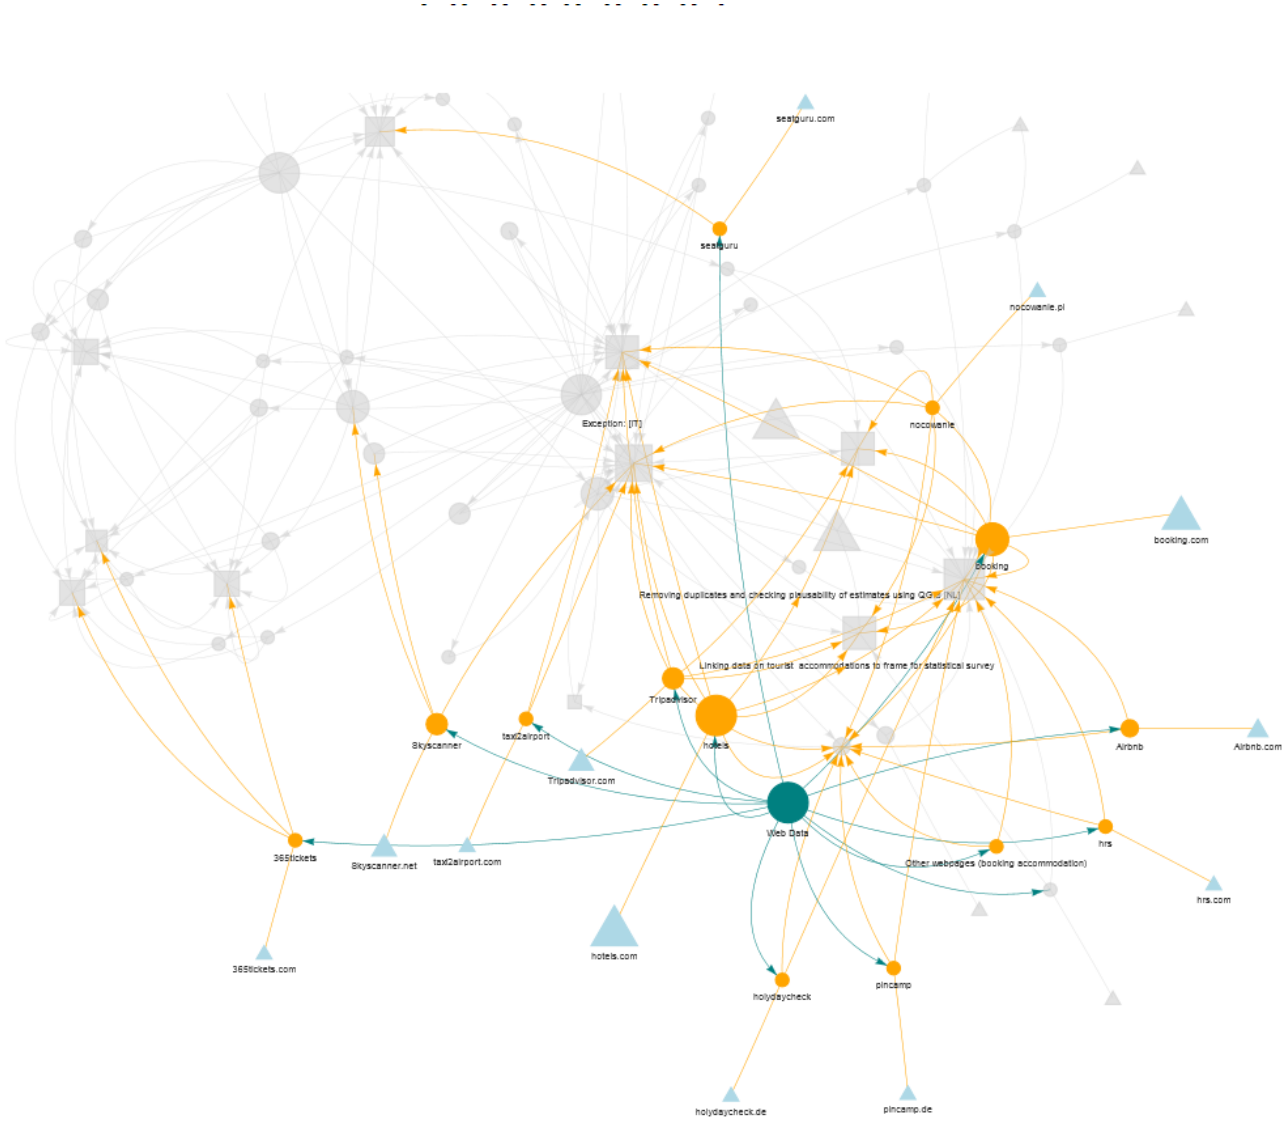 seatguru.com
seatguru
nocowanie.pl
nocowanie
Exception: [IT]
booking.com
booking
Removing duplicates and checking plausability of estimates using QGIS [NL]
Linking data on tourist accommodations to frame for statistical survey
Tripadvisor
hotels
Skyscanner
taxi2airport
Airbnb
Airbnb.com
Tripadvisor.com
Web Data
hrs
365tickets
Skyscanner.net
taxi2airport.com
Other webpages (booking accommodation)
hrs.com
hotels.com
365tickets.com
pincamp
holydaycheck
holydaycheck.de
pincamp.de